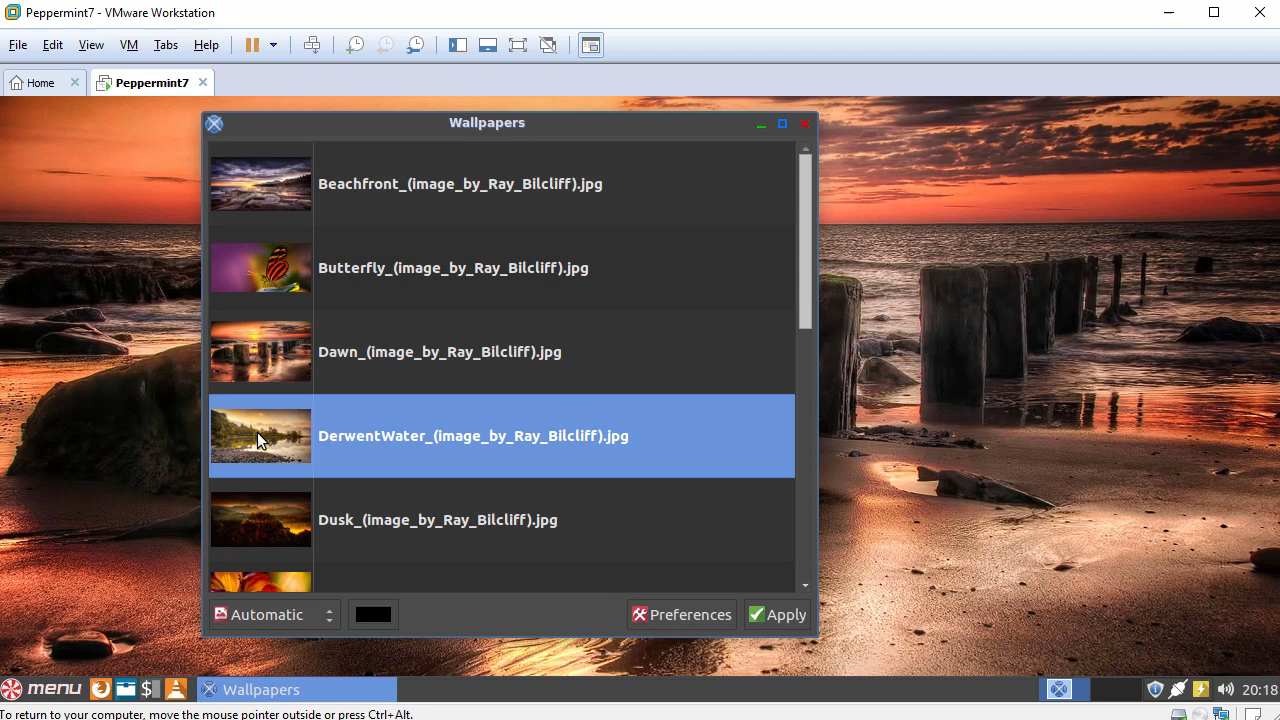 Peppermint7 - VMware Workstation
File Edit View VM Tabs Help
Home Peppermint7
Wallpapers
Beachfront_(image_by_Ray_Bilcliff).jpg
Butterfly_(image_by_Ray_Bilcliff).jpg
Dawn_(image_by_Ray_Bilcliff).jpg
DerwentWater_(image_by_Ray_Bilcliff).jpg
Dusk_(image_by_Ray_Bilcliff).jpg
Automatic Preferences Apply
menu $ Wallpapers 20:18
To return to your computer, move the mouse pointer outside or press Ctrl+Alt.